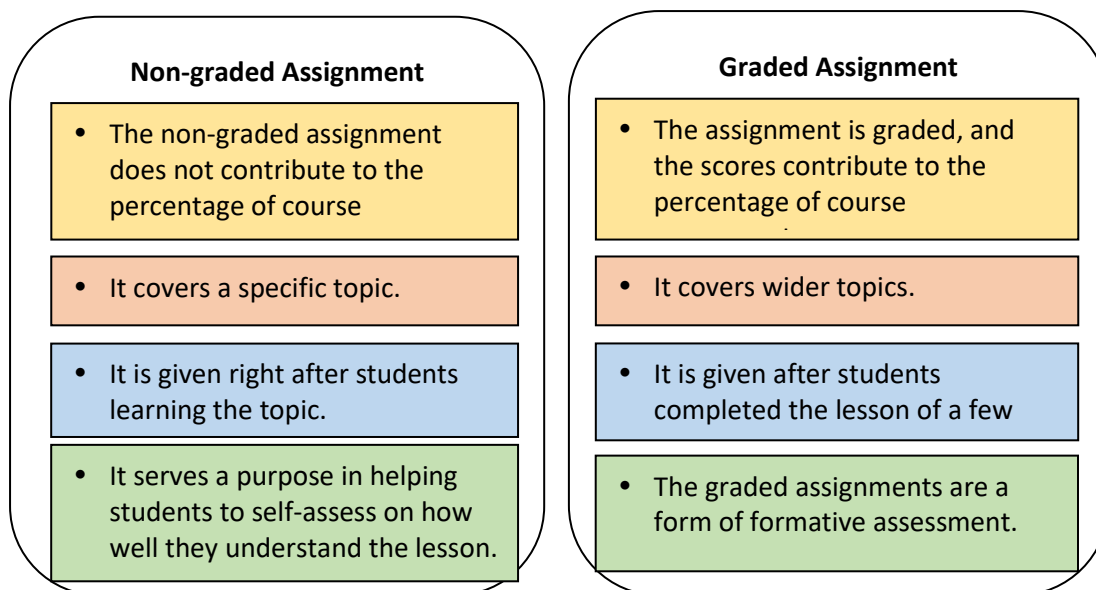 Non-graded Assignment
• The non-graded assignment
does not contribute to the
percentage of course
• It covers a specific topic.
• It is given right after students
learning the topic.
• It serves a purpose in helping
students to self-assess on how
well they understand the lesson.
Graded Assignment
• The assignment is graded, and
the scores contribute to the
percentage of course
• It covers wider topics.
• It is given after students
completed the lesson of a few
• The graded assignments are a
form of formative assessment.